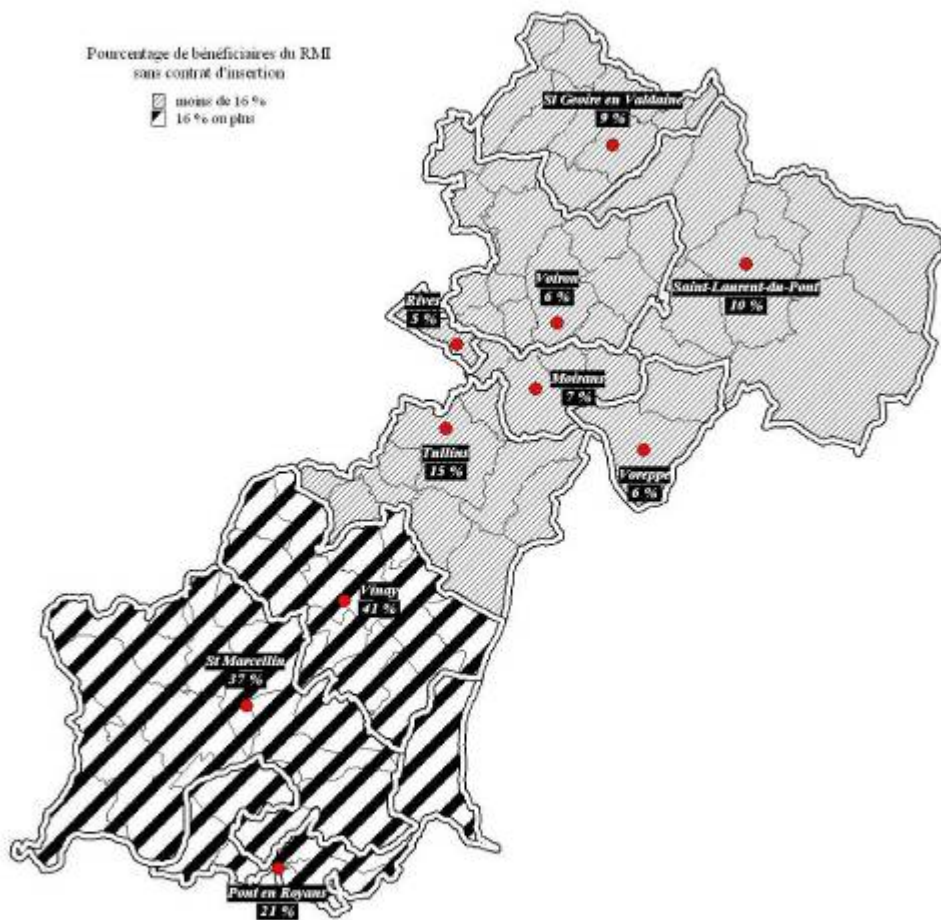 Pourcentage de bénéficiaires du RMI
sans contrat d'insertion
moins de 16 %
16 % ou plus
St Geoire en Valdaine
9 %
Saint-Laurent-du-Pont
10 %
Voiron
6 %
Rives
5 %
Moirans
7 %
Tullins
15 %
Voreppe
6 %
Vinay
41 %
St Marcellin
37 %
Pont en Royans
21 %